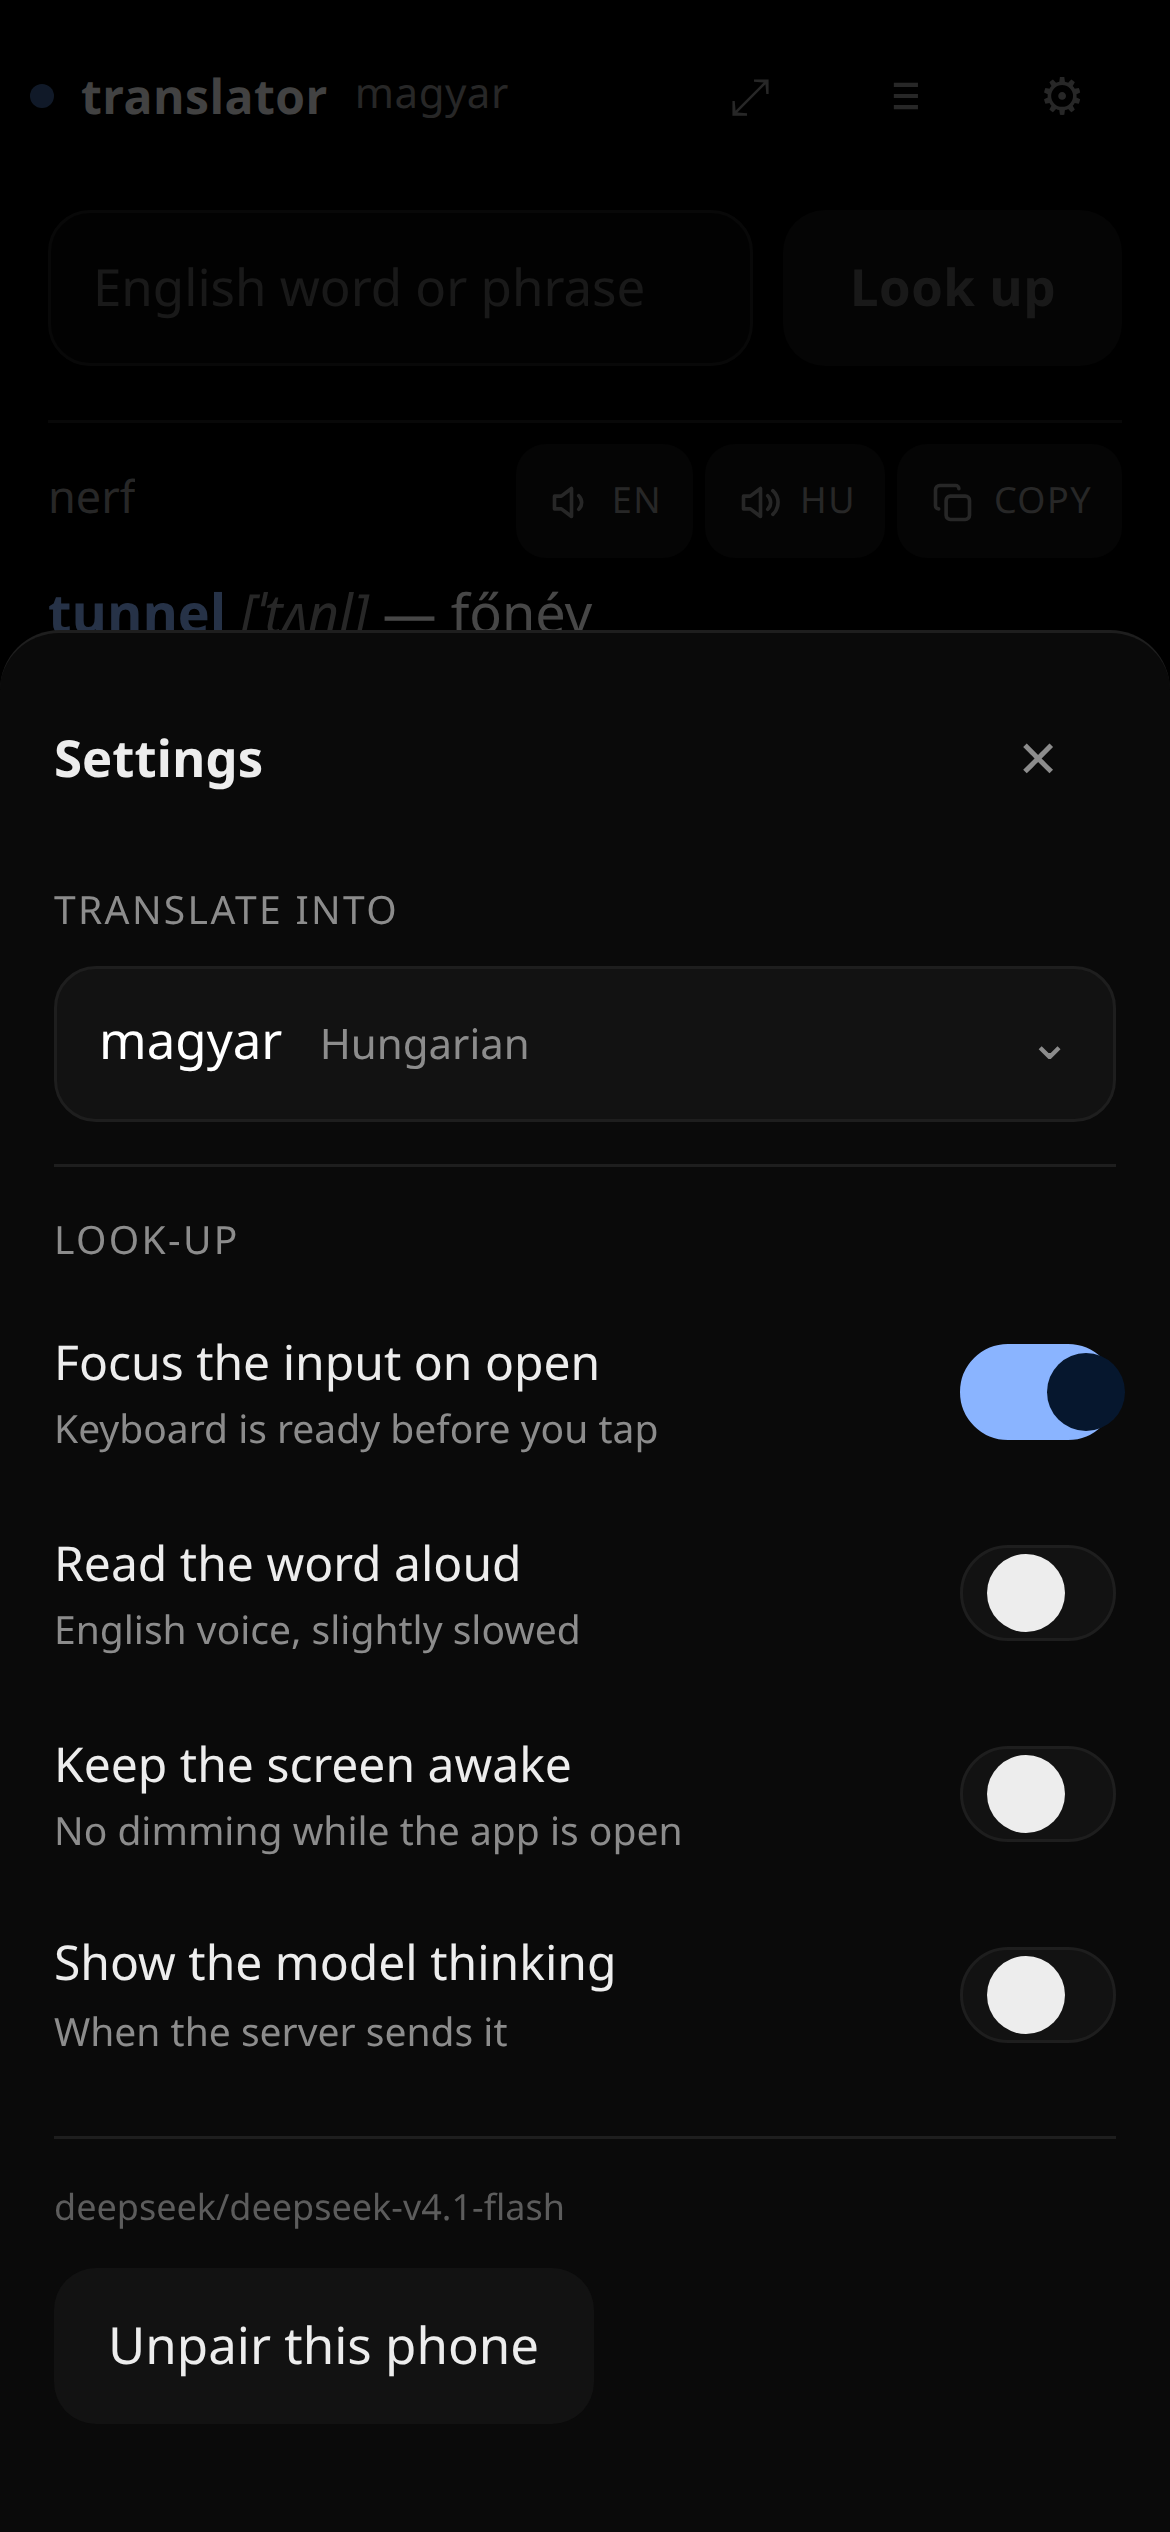 translator magyar
English word or phrase Look up
nerf EN HU COPY
tunnel [ˈtʌnl] — főnév
Settings
TRANSLATE INTO
magyar Hungarian
LOOK-UP
Focus the input on open
Keyboard is ready before you tap
Read the word aloud
English voice, slightly slowed
Keep the screen awake
No dimming while the app is open
Show the model thinking
When the server sends it
deepseek/deepseek-v4.1-flash
Unpair this phone